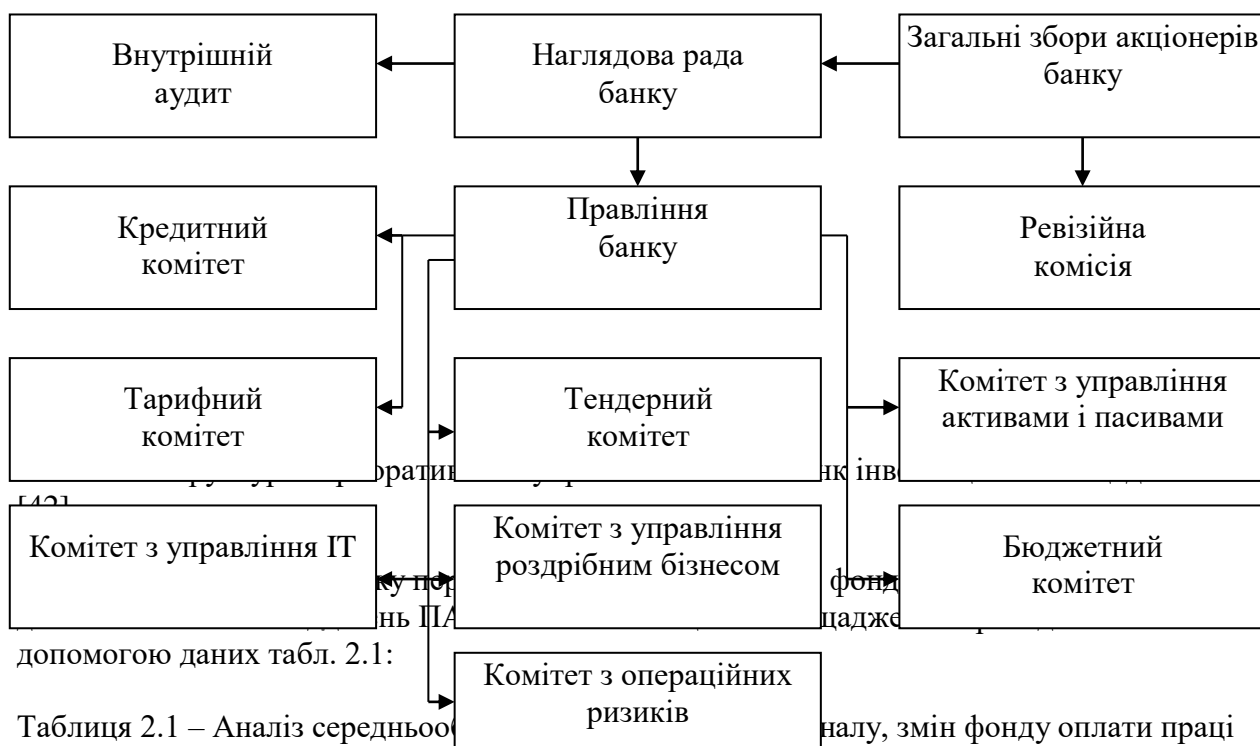 Внутрішній
аудит
Наглядова рада
банку
Загальні збори акціонерів
банку
Кредитний
комітет
Правління
банку
Ревізійна
комісія
Тарифний
комітет
Тендерний
комітет
Комітет з управління
активами і пасивами
Комітет з управління ІТ
Комітет з управління
роздрібним бізнесом
Бюджетний
комітет
допомогою даних табл. 2.1:
Комітет з операційних
ризиків
Таблиця 2.1 – Аналіз змін фонду оплати праці